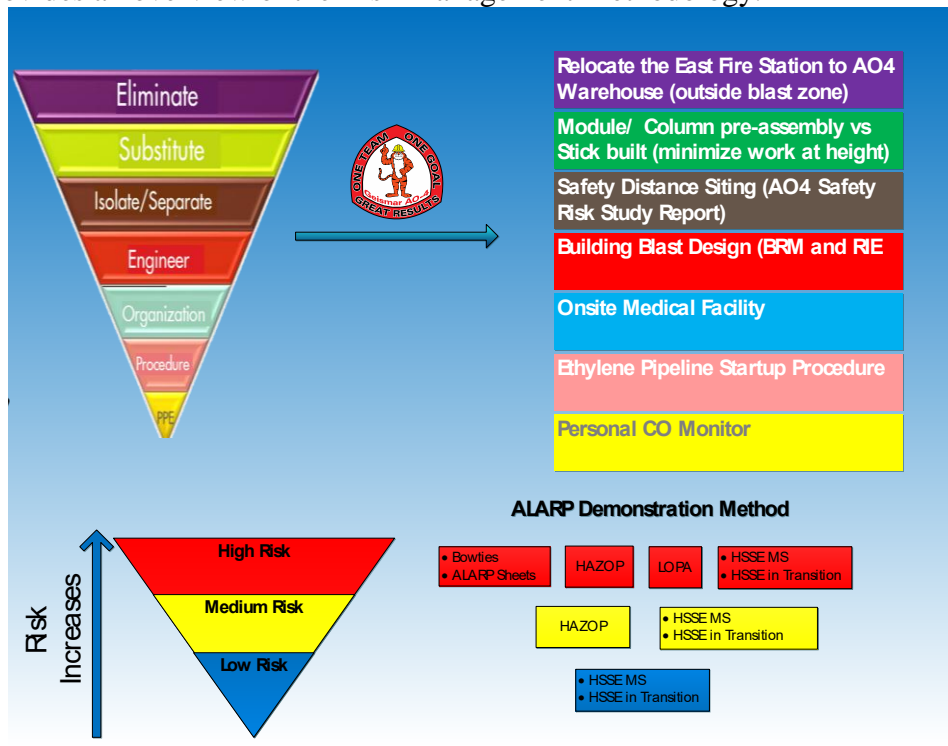 Eliminate
Substitute
Isolate/Separate
Engineer
Organization
Procedure
PPE
ONE TEAM ONE GOAL
Geismar AO-4
GREAT RESULTS
Relocate the East Fire Station to AO4
Warehouse (outside blast zone)
Module/ Column pre-assembly vs
Stick built (minimize work at height)
Safety Distance Siting (AO4 Safety
Risk Study Report)
Building Blast Design (BRM and RIE
Onsite Medical Facility
Ethylene Pipeline Startup Procedure
Personal CO Monitor
ALARP Demonstration Method
Risk
Increases
High Risk
Medium Risk
Low Risk
• Bowties
• ALARP Sheets
HAZOP
LOPA
• HSSE MS
• HSSE in Transition
HAZOP
• HSSE MS
• HSSE in Transition
• HSSE MS
• HSSE in Transition